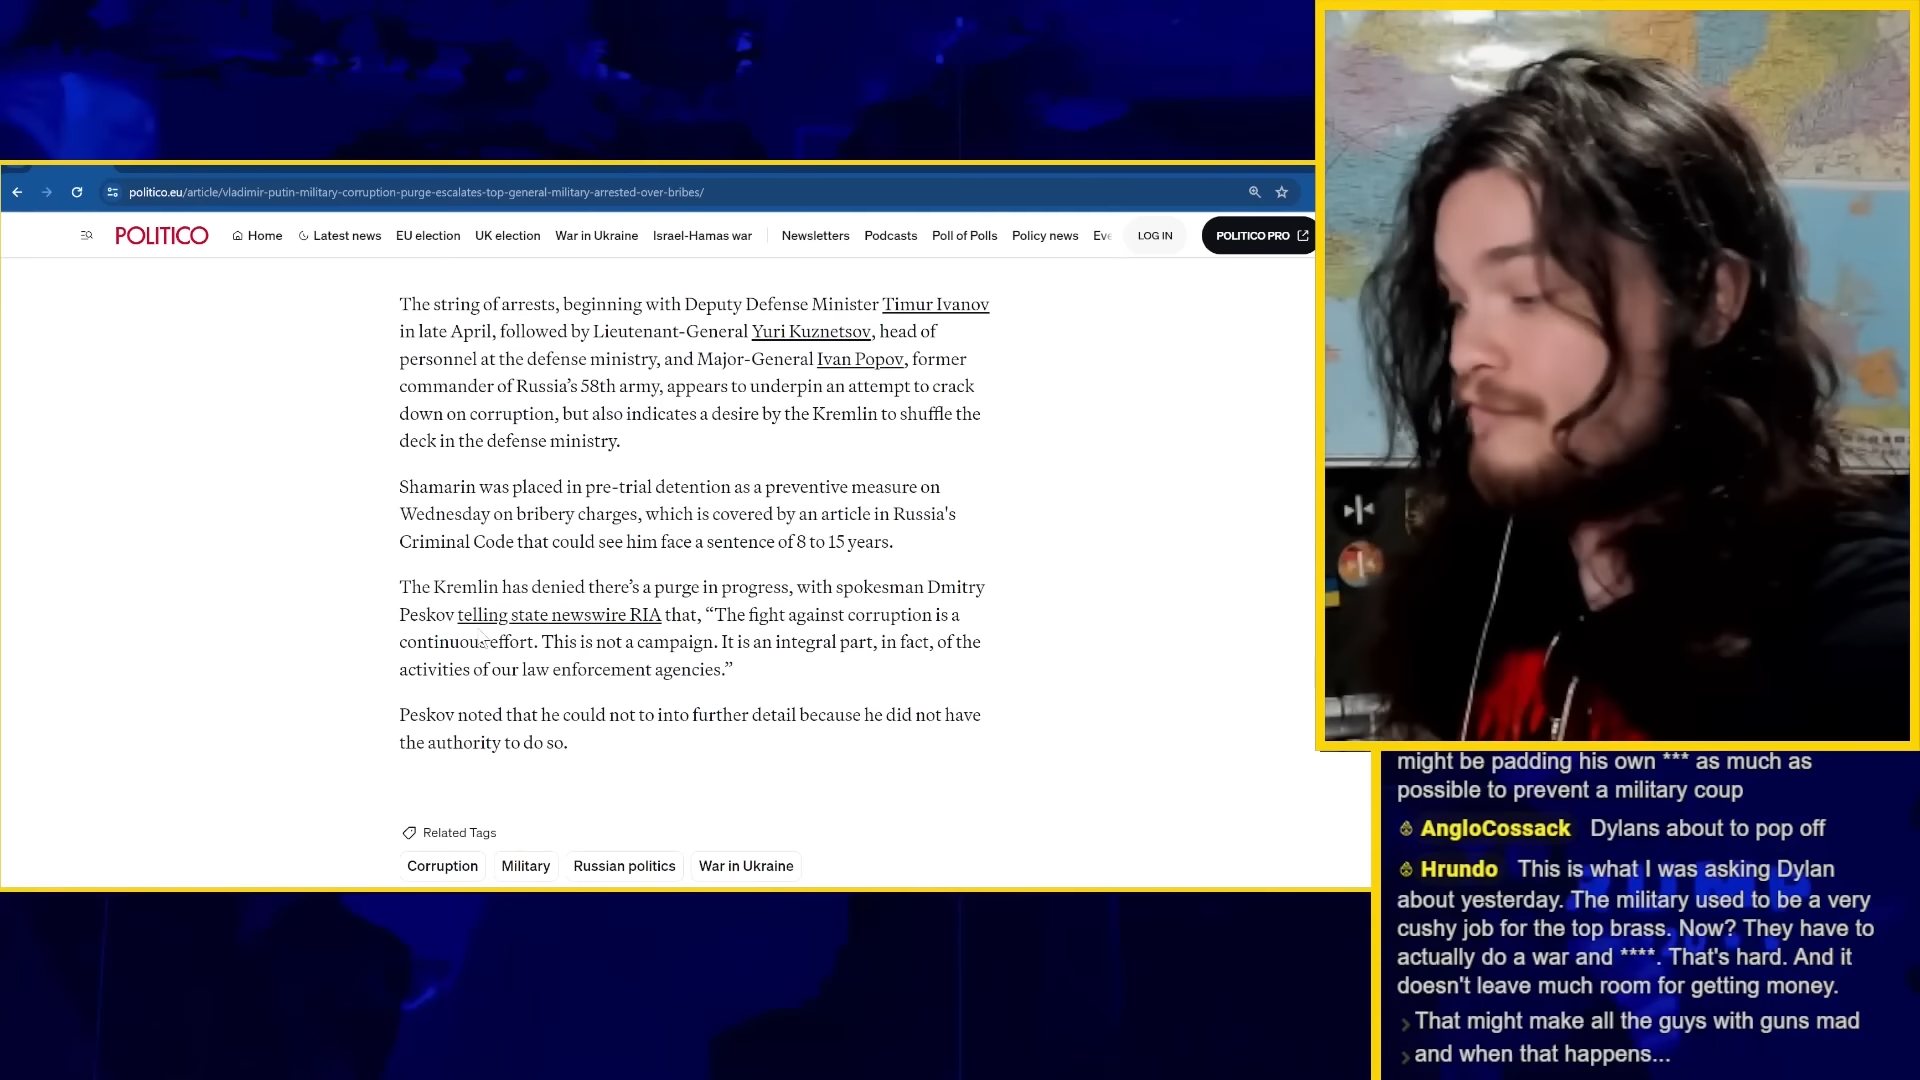 politico.eu/article/vladimir-putin-military-corruption-purge-escalates-top-general-military-arrested-over-bribes/
POLITICO Home Latest news EU election UK election War in Ukraine Israel-Hamas war Newsletters Podcasts Poll of Polls Policy news Eve LOG IN POLITICO PRO
The string of arrests, beginning with Deputy Defense Minister Timur Ivanov
in late April, followed by Lieutenant-General Yuri Kuznetsov, head of
personnel at the defense ministry, and Major-General Ivan Popov, former
commander of Russia’s 58th army, appears to underpin an attempt to crack
down on corruption, but also indicates a desire by the Kremlin to shuffle the
deck in the defense ministry.
Shamarin was placed in pre-trial detention as a preventive measure on
Wednesday on bribery charges, which is covered by an article in Russia's
Criminal Code that could see him face a sentence of 8 to 15 years.
The Kremlin has denied there’s a purge in progress, with spokesman Dmitry
Peskov telling state newswire RIA that, “The fight against corruption is a
continuous effort. This is not a campaign. It is an integral part, in fact, of the
activities of our law enforcement agencies.”
Peskov noted that he could not to into further detail because he did not have
the authority to do so.
Related Tags
Corruption Military Russian politics War in Ukraine
might be padding his own *** as much as
possible to prevent a military coup
AngloCossack Dylans about to pop off
Hrundo This is what I was asking Dylan
about yesterday. The military used to be a very
cushy job for the top brass. Now? They have to
actually do a war and ****. That's hard. And it
doesn't leave much room for getting money.
That might make all the guys with guns mad
and when that happens...